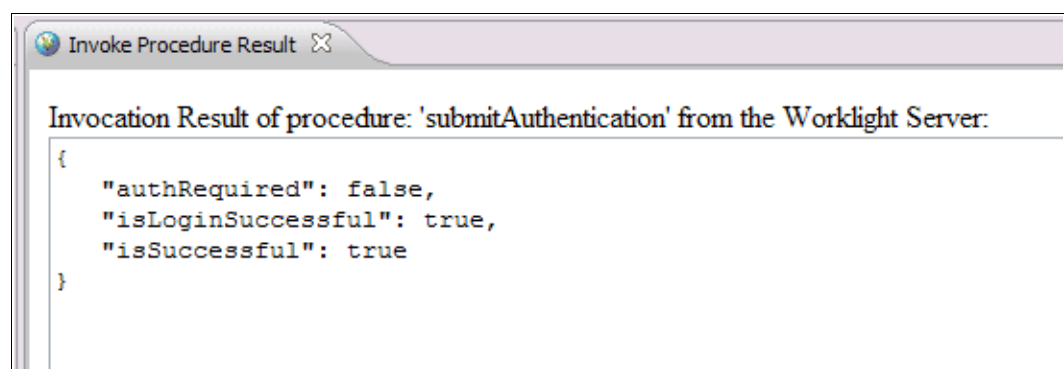 Invoke Procedure Result
Invocation Result of procedure: 'submitAuthentication' from the Worklight Server:
{
"authRequired": false,
"isLoginSuccessful": true,
"isSuccessful": true
}